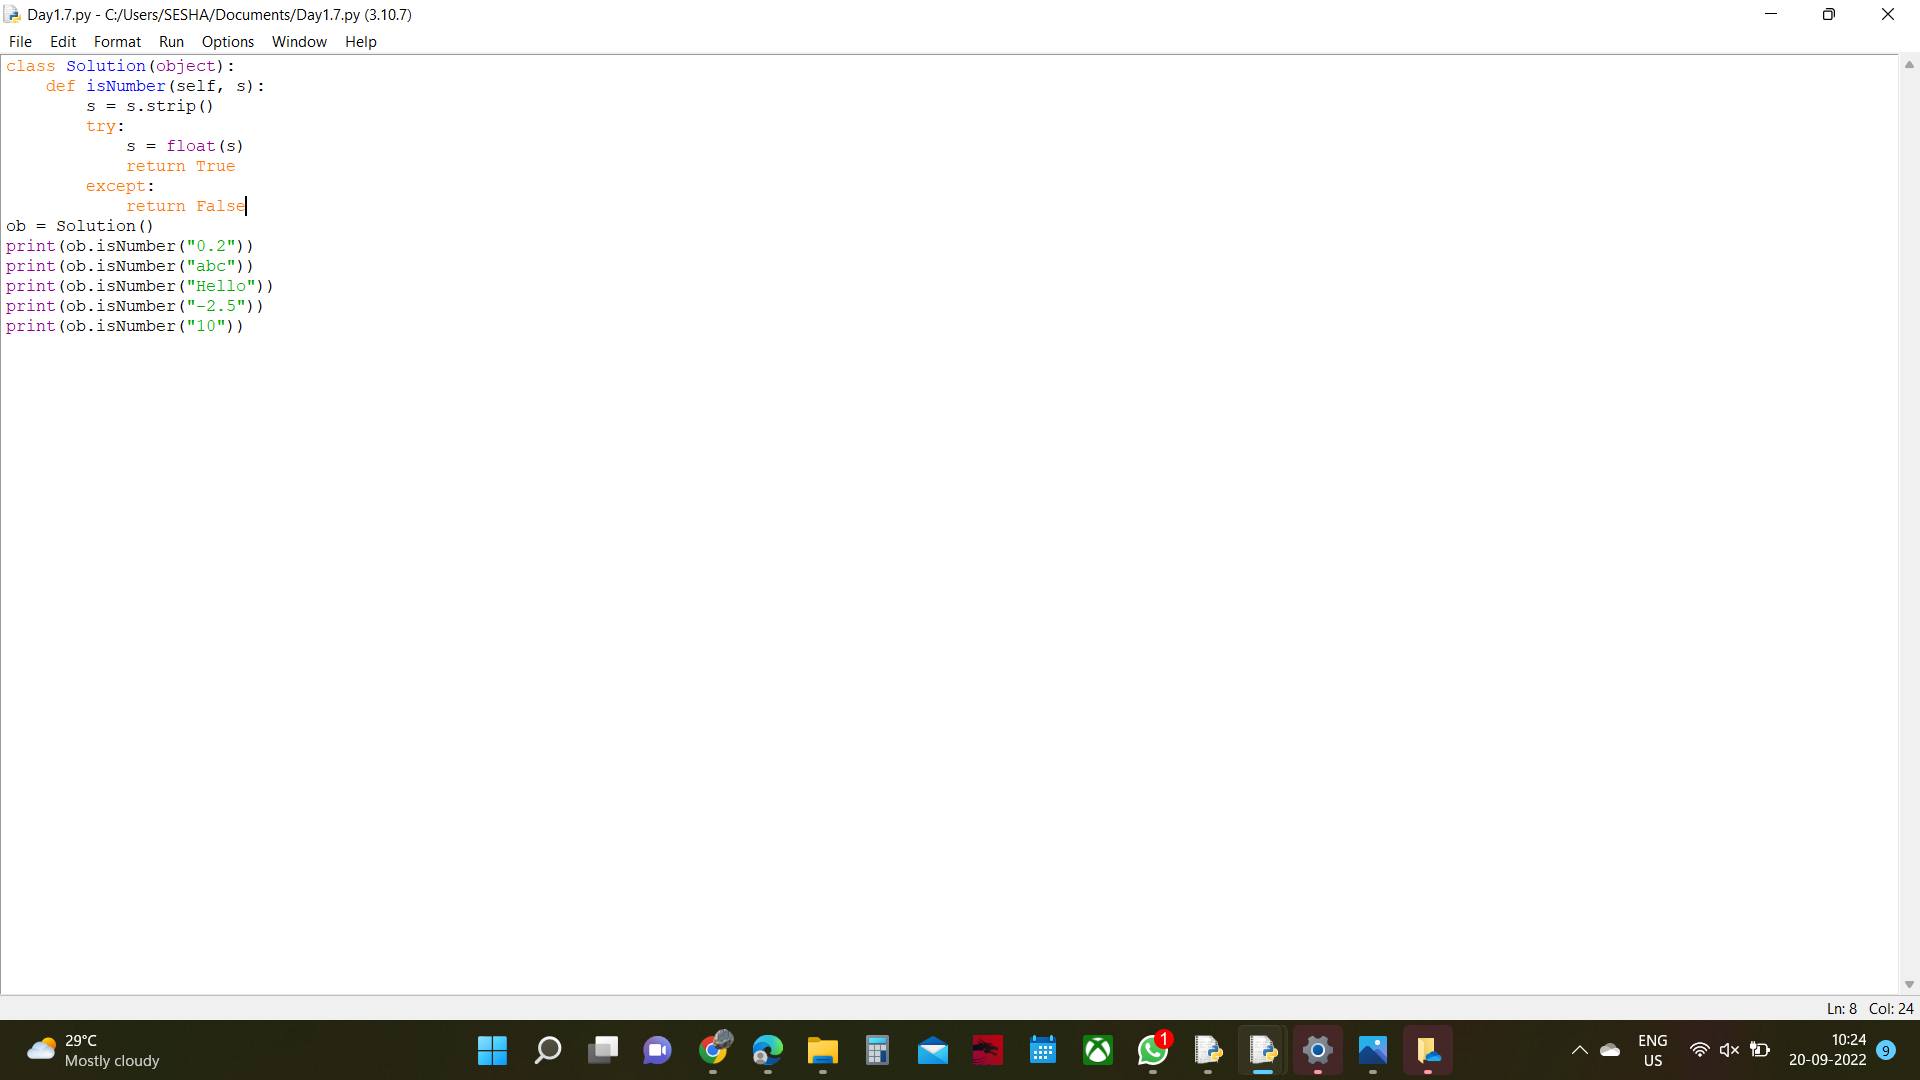 Day1.7.py - C:/Users/SESHA/Documents/Day1.7.py (3.10.7)
File Edit Format Run Options Window Help
class Solution(object):
    def isNumber(self, s):
        s = s.strip()
        try:
            s = float(s)
            return True
        except:
            return False
ob = Solution()
print(ob.isNumber("0.2"))
print(ob.isNumber("abc"))
print(ob.isNumber("Hello"))
print(ob.isNumber("-2.5"))
print(ob.isNumber("10"))
Ln: 8 Col: 24
29°C
Mostly cloudy
1
ENG
US
10:24
20-09-2022
9